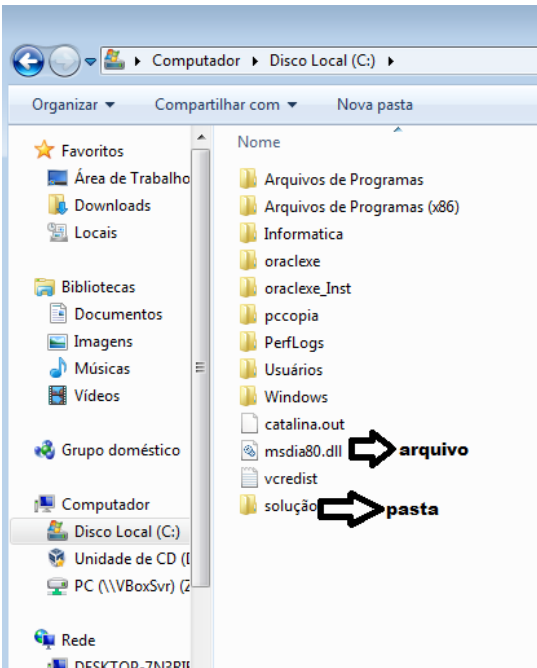 Computador Disco Local (C:)
Organizar Compartilhar com Nova pasta
Favoritos
Área de Trabalho
Downloads
Locais
Bibliotecas
Documentos
Imagens
Músicas
Vídeos
Grupo doméstico
Computador
Disco Local (C:)
Unidade de CD (
PC (\\VBoxSvr) (
Rede
Nome
Arquivos de Programas
Arquivos de Programas (x86)
Informatica
oraclexe
oraclexe_Inst
pccopia
PerfLogs
Usuários
Windows
catalina.out
msdia80.dll arquivo
vcredist
solução pasta